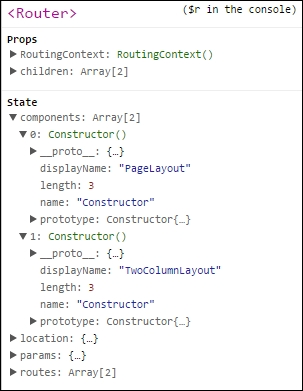 <Router>
($r in the console)
Props
▶ RoutingContext: RoutingContext()
▶ children: Array[2]
State
▼ components: Array[2]
▼ 0: Constructor()
▶ __proto__: {…}
displayName: "PageLayout"
length: 3
name: "Constructor"
▶ prototype: Constructor{…}
▼ 1: Constructor()
▶ __proto__: {…}
displayName: "TwoColumnLayout"
length: 3
name: "Constructor"
▶ prototype: Constructor{…}
▶ location: {…}
▶ params: {…}
▶ routes: Array[2]